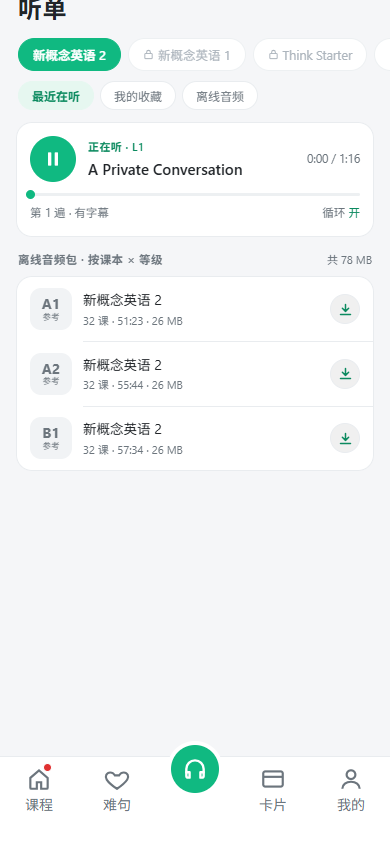 听单
新概念英语 2
新概念英语 1
Think Starter
最近在听
我的收藏
离线音频
正在听 · L1
A Private Conversation
0:00 / 1:16
第 1 遍 · 有字幕
循环 开
离线音频包 · 按课本 × 等级
共 78 MB
A1
参考
新概念英语 2
32 课 · 51:23 · 26 MB
A2
参考
新概念英语 2
32 课 · 55:44 · 26 MB
B1
参考
新概念英语 2
32 课 · 57:34 · 26 MB
课程
难句
卡片
我的